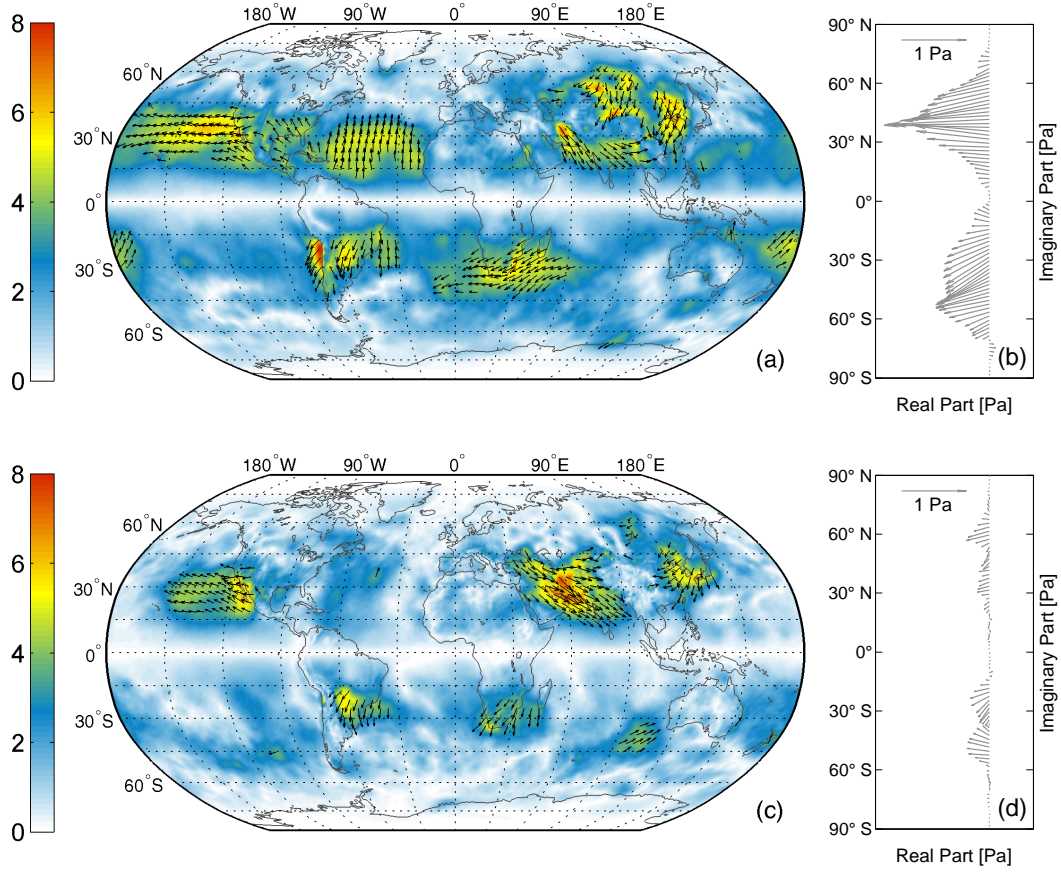 180°W 90°W 0° 90°E 180°E
8
6
4
2
0
60°N
30°N
0°
30°S
60°S
(a)
90° N
60° N
30° N
0°
30° S
60° S
90° S
1 Pa
(b)
Imaginary Part [Pa]
Real Part [Pa]
180°W 90°W 0° 90°E 180°E
8
6
4
2
0
60°N
30°N
0°
30°S
60°S
(c)
90° N
60° N
30° N
0°
30° S
60° S
90° S
1 Pa
(d)
Imaginary Part [Pa]
Real Part [Pa]